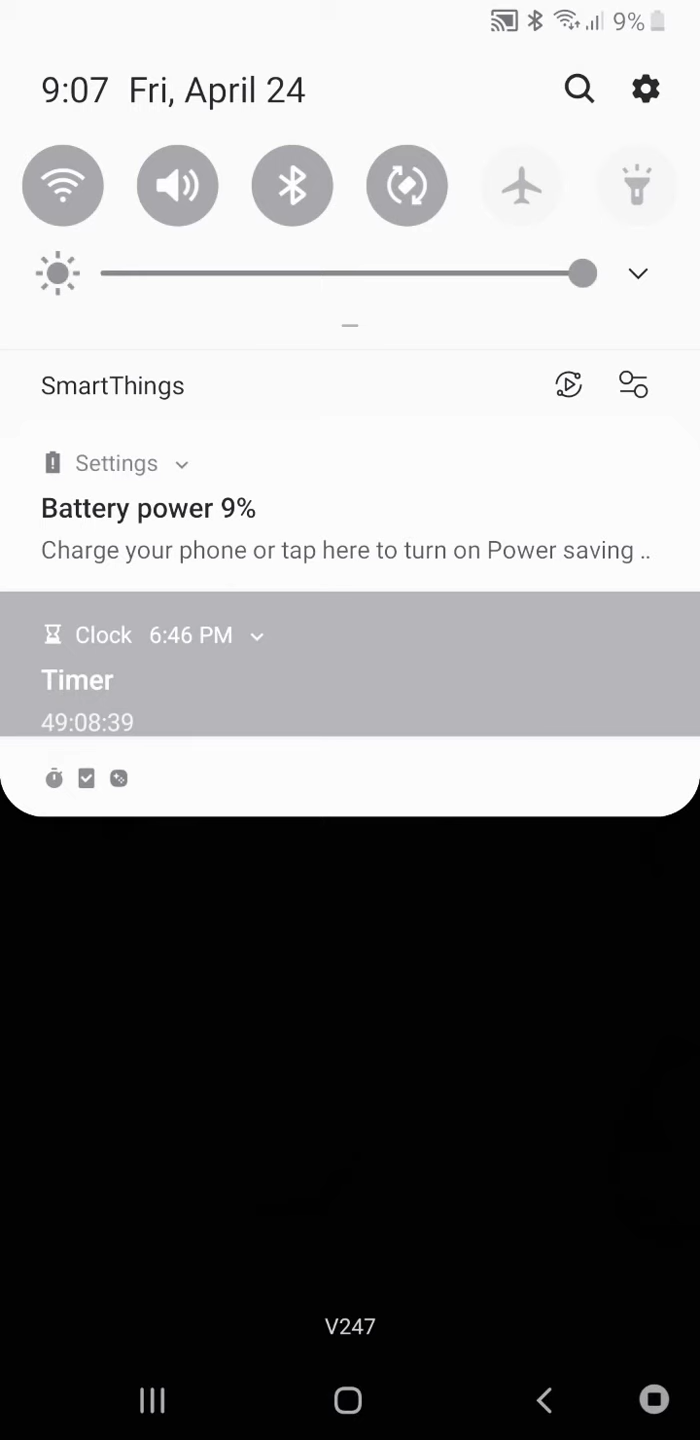 9%
9:07 Fri, April 24
SmartThings
Settings
Battery power 9%
Charge your phone or tap here to turn on Power saving ..
Clock 6:46 PM
Timer
49:08:39
V247